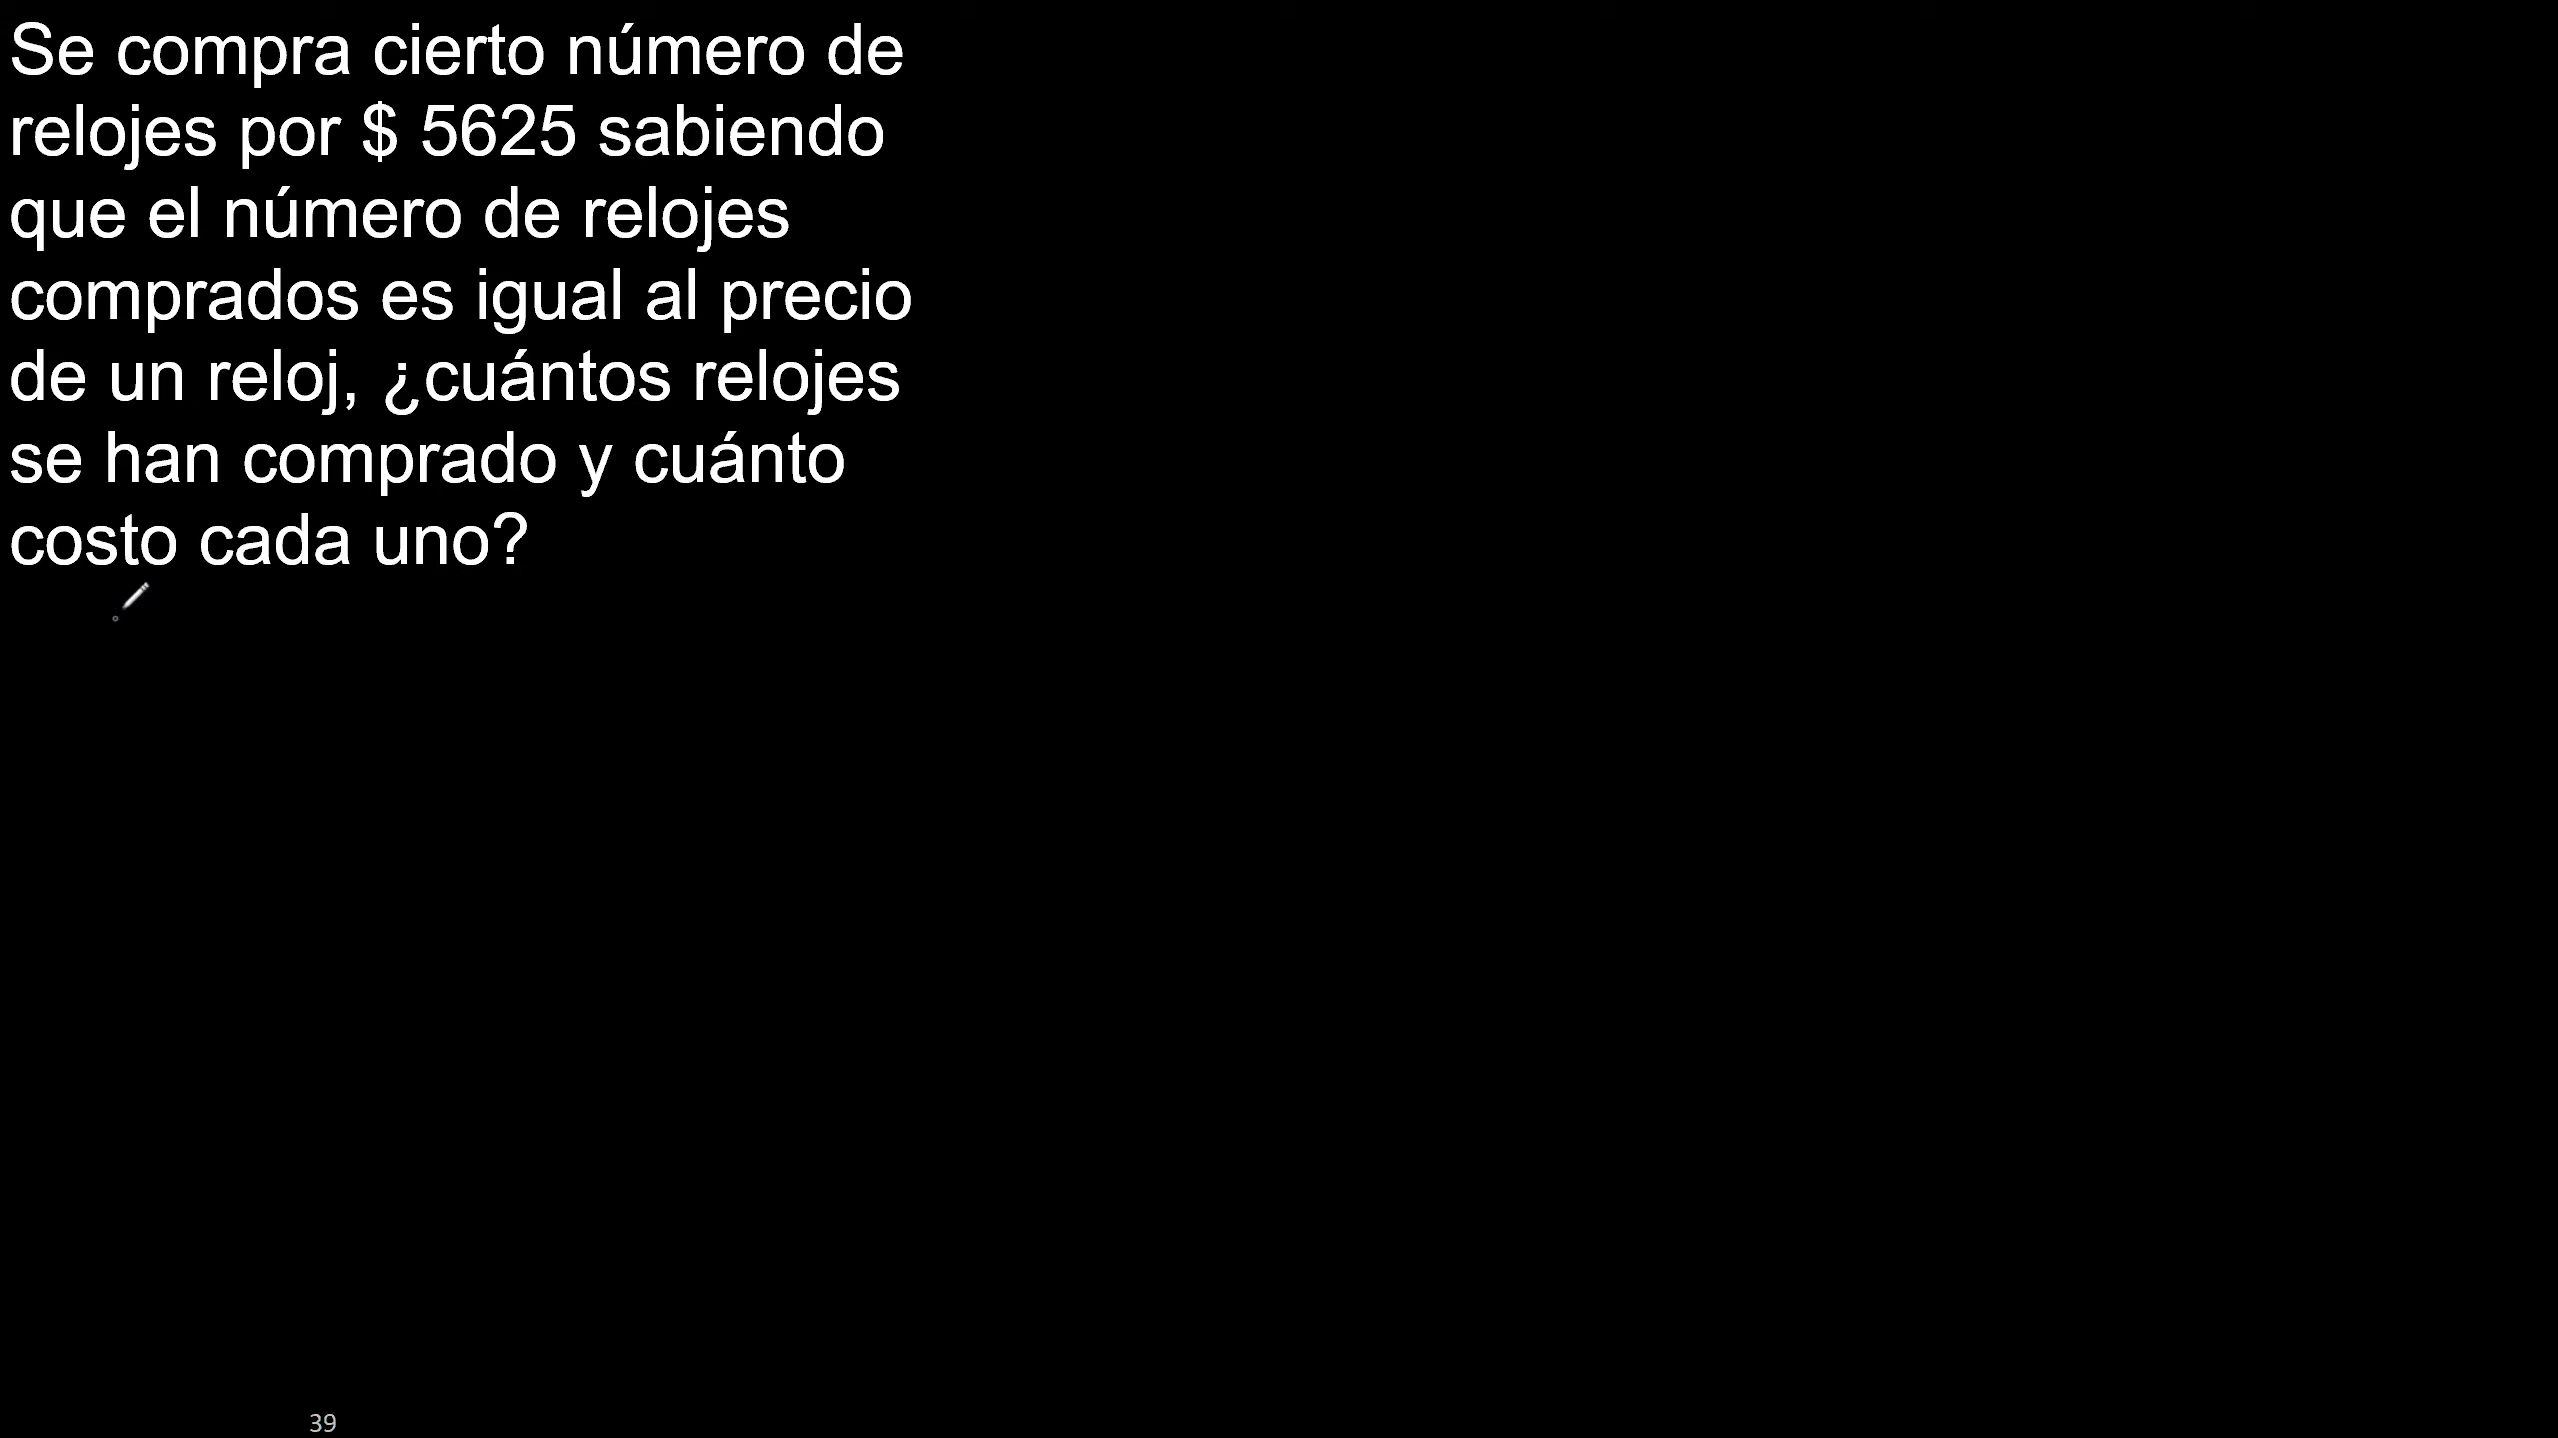 Se compra cierto número de
relojes por $ 5625 sabiendo
que el número de relojes
comprados es igual al precio
de un reloj, ¿cuántos relojes
se han comprado y cuánto
costo cada uno?
39